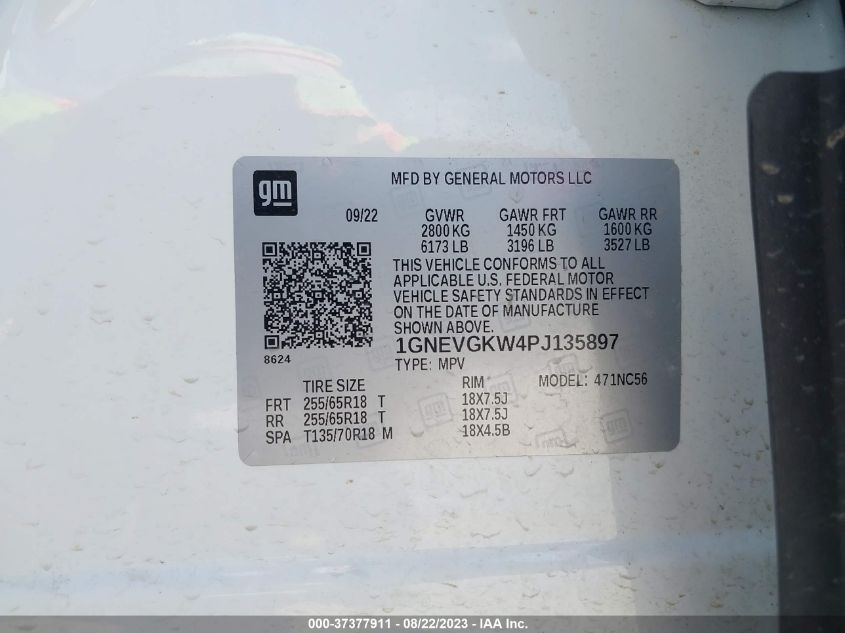 gm
MFD BY GENERAL MOTORS LLC
09/22 GVWR GAWR FRT GAWR RR
2800 KG 1450 KG 1600 KG
6173 LB 3196 LB 3527 LB
THIS VEHICLE CONFORMS TO ALL
APPLICABLE U.S. FEDERAL MOTOR
VEHICLE SAFETY STANDARDS IN EFFECT
ON THE DATE OF MANUFACTURE
SHOWN ABOVE.
8624
1GNEVGKW4PJ135897
TYPE: MPV
TIRE SIZE RIM MODEL: 471NC56
FRT 255/65R18 T 18X7.5J
RR 255/65R18 T 18X7.5J
SPA T135/70R18 M 18X4.5B
000-37377911 - 08/22/2023 - IAA Inc.